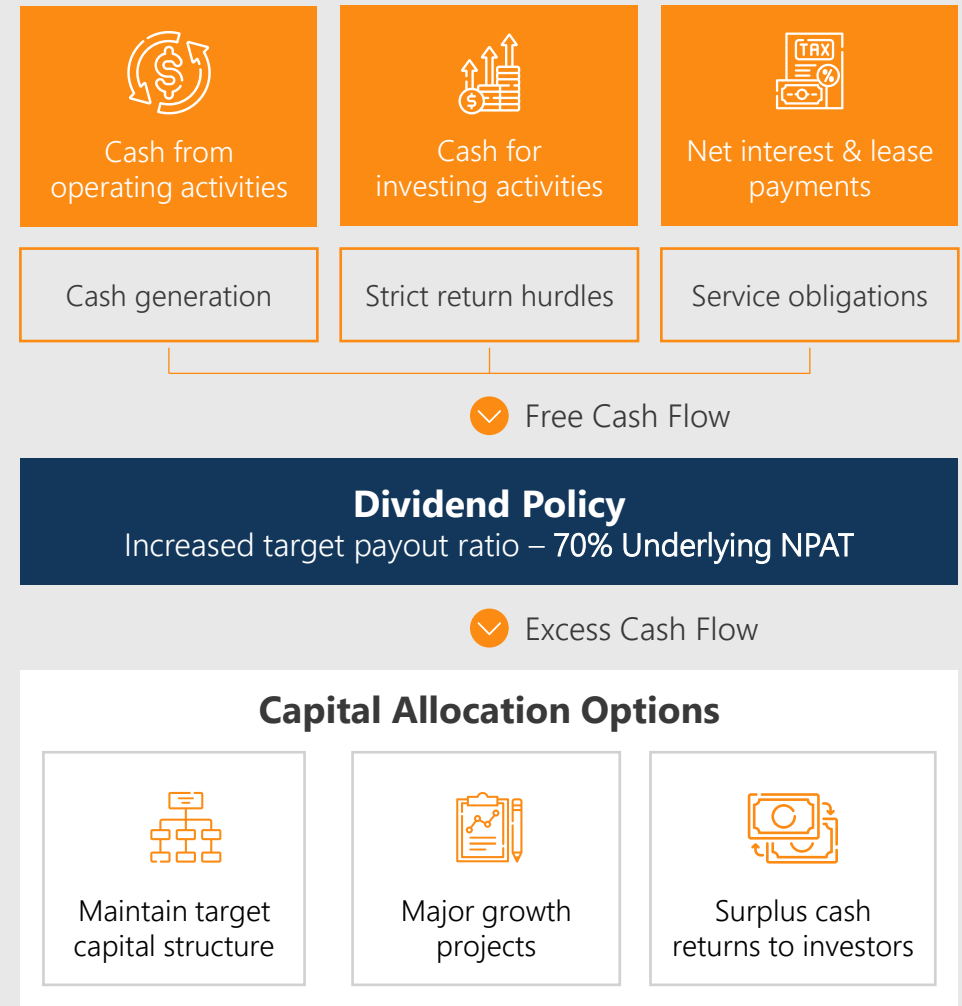 TAX
Cash from
operating activities
Cash for
investing activities
Net interest & lease
payments
Cash generation
Strict return hurdles
Service obligations
Free Cash Flow
Dividend Policy
Increased target payout ratio – 70% Underlying NPAT
Excess Cash Flow
Capital Allocation Options
Maintain target
capital structure
Major growth
projects
Surplus cash
returns to investors